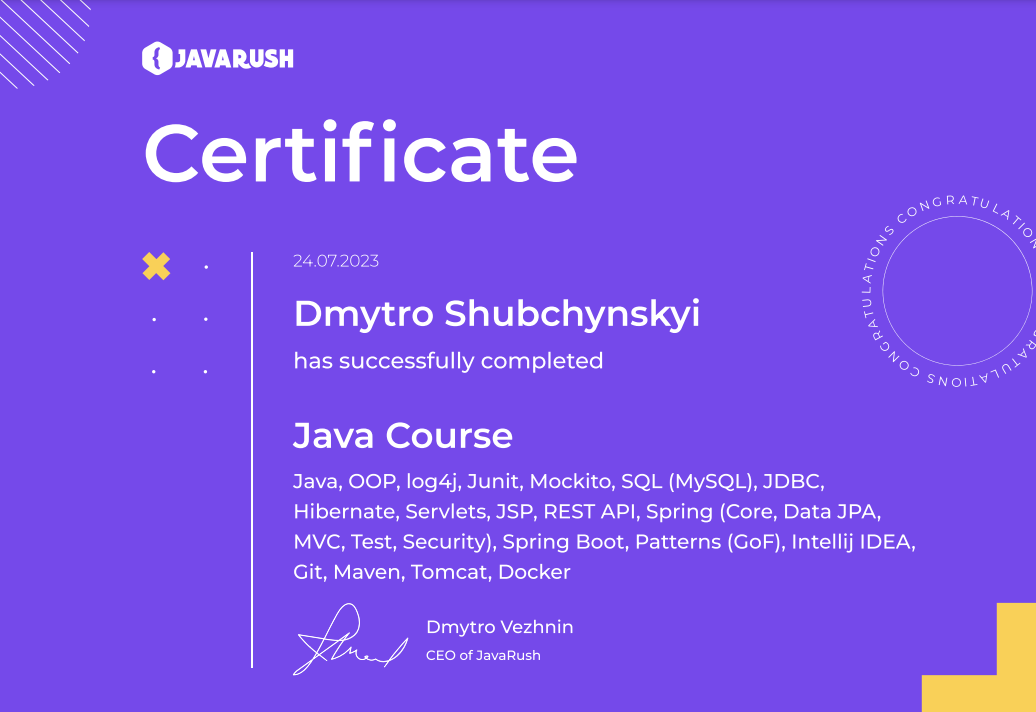 JAVARUSH
Certificate
24.07.2023
Dmytro Shubchynskyi
has successfully completed
Java Course
Java, OOP, log4j, Junit, Mockito, SQL (MySQL), JDBC,
Hibernate, Servlets, JSP, REST API, Spring (Core, Data JPA,
MVC, Test, Security), Spring Boot, Patterns (GoF), Intellij IDEA,
Git, Maven, Tomcat, Docker
Dmytro Vezhnin
CEO of JavaRush
CONGRATULATIONS CONGRATULATIONS CONGRATULATION